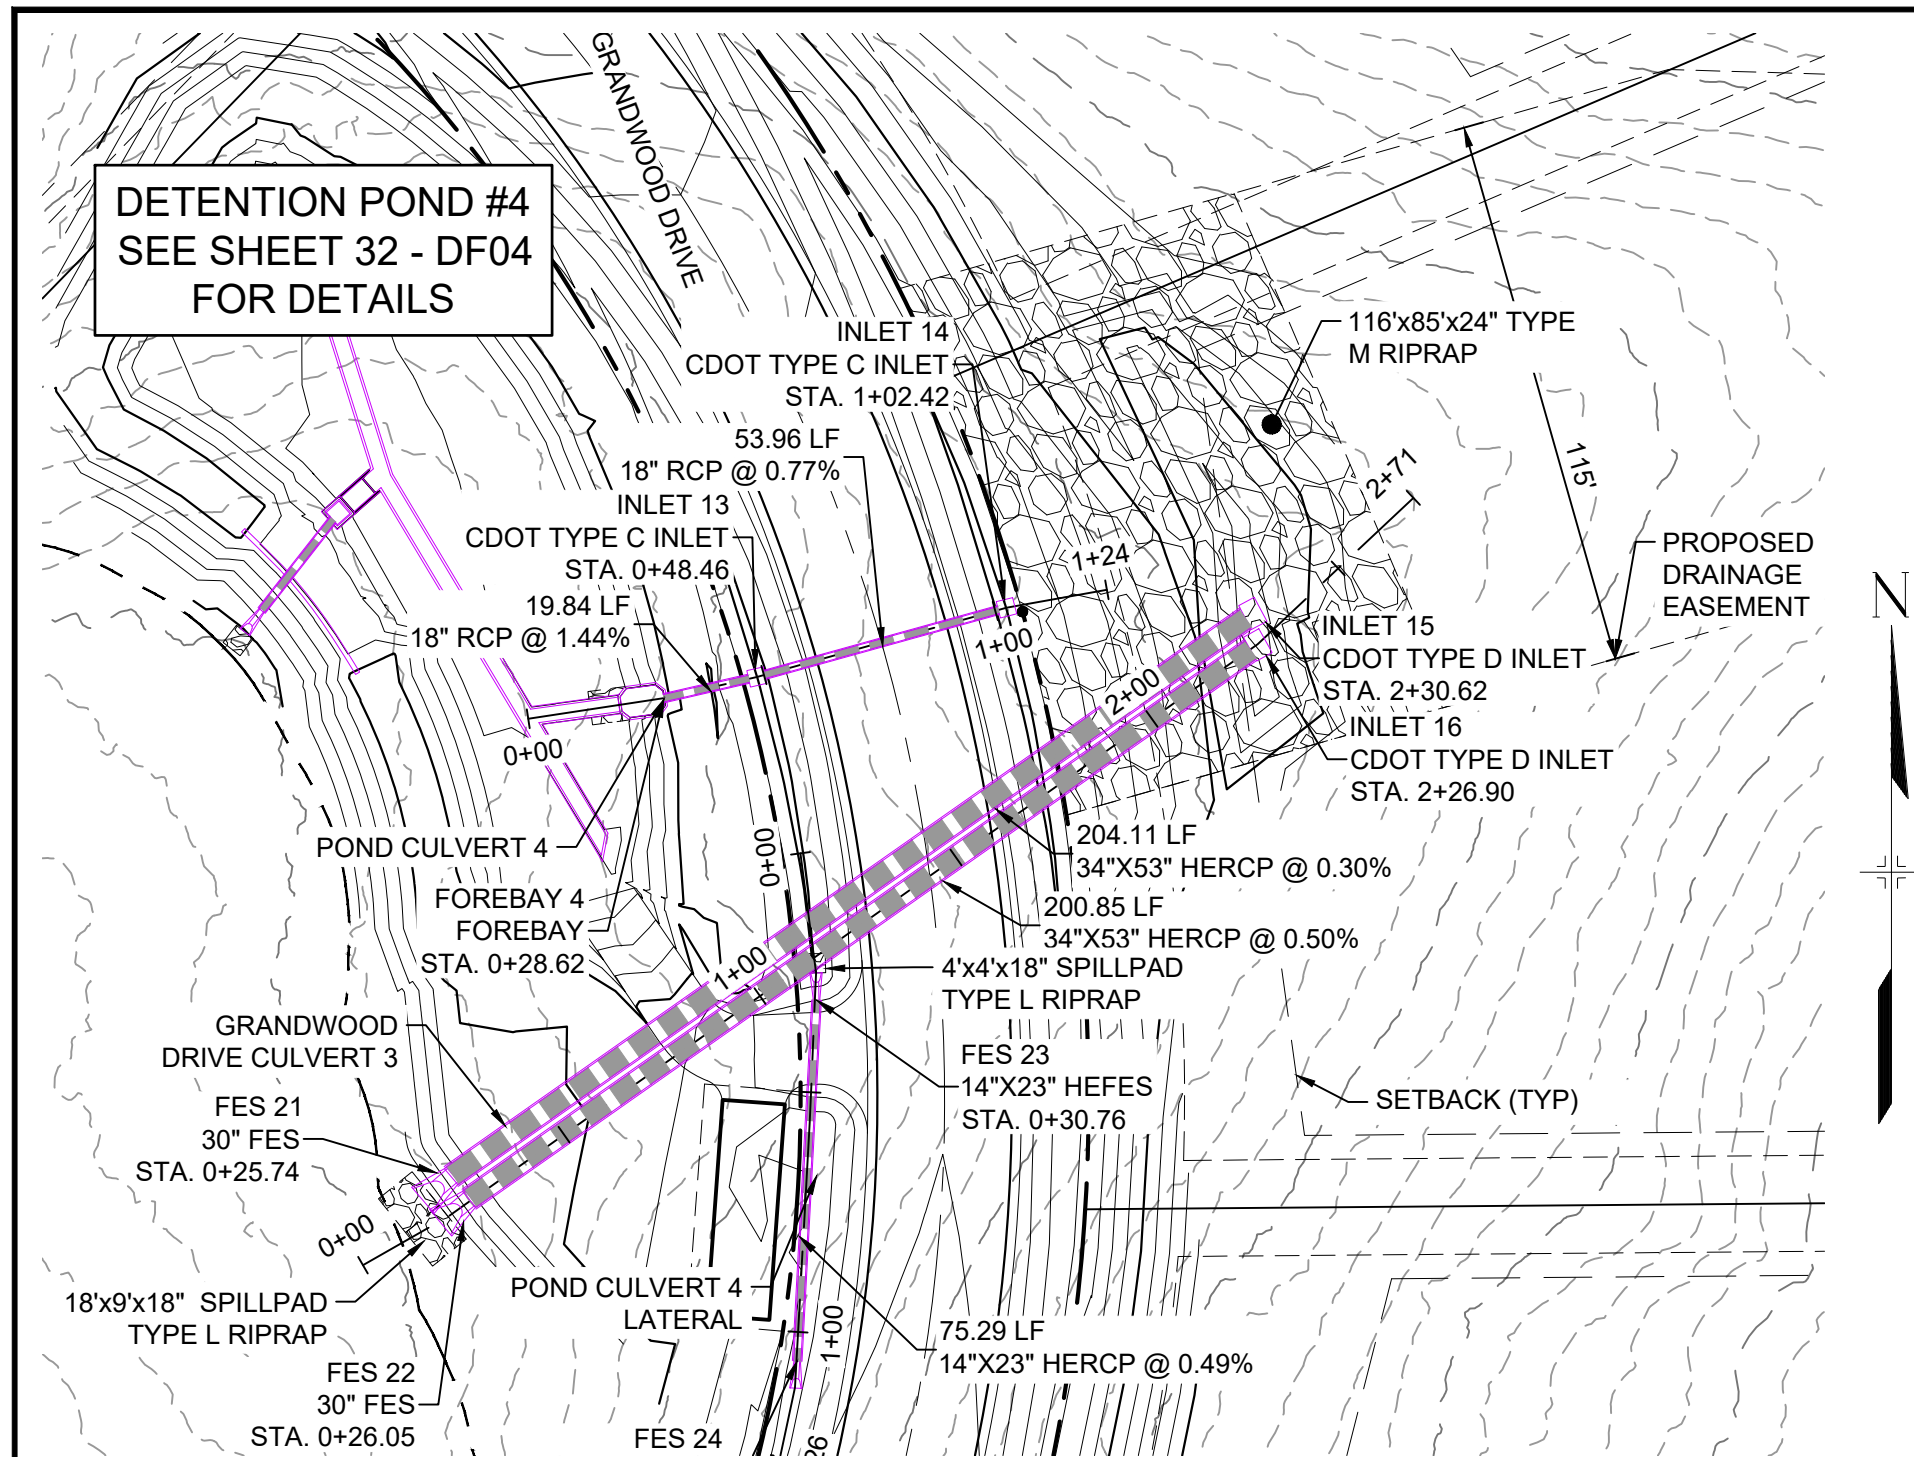 GRANDWOOD DRIVE
DETENTION POND #4
SEE SHEET 32 - DF04
FOR DETAILS
INLET 14
CDOT TYPE C INLET
STA. 1+02.42
116'x85'x24" TYPE
M RIPRAP
53.96 LF
18" RCP @ 0.77%
INLET 13
CDOT TYPE C INLET
STA. 0+48.46
19.84 LF
18" RCP @ 1.44%
2+71
115'
1+24
1+00
PROPOSED
DRAINAGE
EASEMENT
N
INLET 15
CDOT TYPE D INLET
STA. 2+30.62
INLET 16
CDOT TYPE D INLET
STA. 2+26.90
2+00
0+00
POND CULVERT 4
0+00
204.11 LF
34"X53" HERCP @ 0.30%
200.85 LF
34"X53" HERCP @ 0.50%
FOREBAY 4
FOREBAY
STA. 0+28.62
1+00
4'x4'x18" SPILLPAD
TYPE L RIPRAP
GRANDWOOD
DRIVE CULVERT 3
FES 23
14"X23" HEFES
STA. 0+30.76
SETBACK (TYP)
FES 21
30" FES
STA. 0+25.74
0+00
18'x9'x18" SPILLPAD
TYPE L RIPRAP
POND CULVERT 4
LATERAL
1+00
75.29 LF
14"X23" HERCP @ 0.49%
FES 22
30" FES
STA. 0+26.05
FES 24